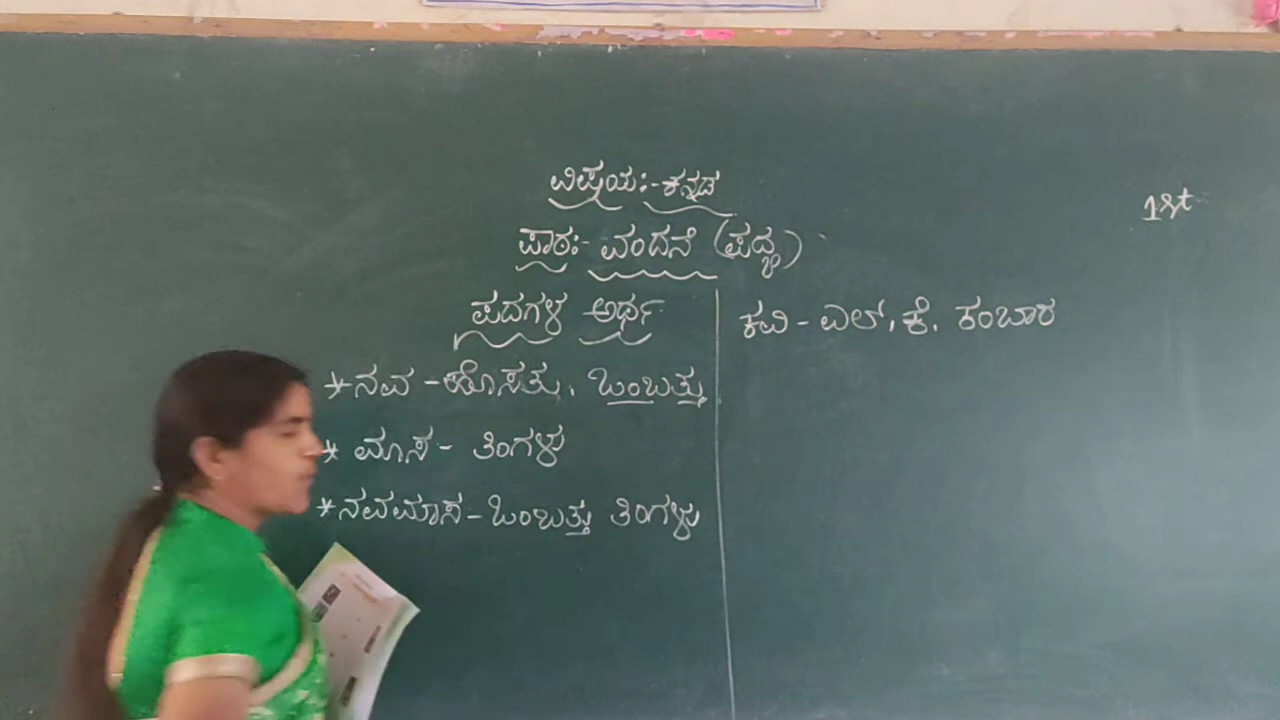 ವಿಷಯ:-ಕನ್ನಡ
1st
ಪಾಠ:- ವಂದನೆ (ಪದ್ಯ)
ಪದಗಳ ಅರ್ಥ
* ನವ - ಹೊಸತು, ಒಂಬತ್ತು
* ಮಾಸ - ತಿಂಗಳು
* ನವಮಾಸ - ಒಂಬತ್ತು ತಿಂಗಳು
ಕವಿ - ಎಲ್.ಕೆ. ಕಂಬಾರ